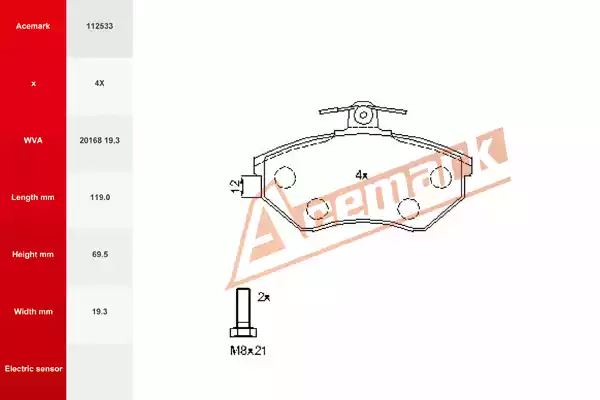 Acemark 112533
x 4X
WVA 20168 19.3
Length mm 119.0
Height mm 69.5
Width mm 19.3
Electric sensor
4x
12
2x
M8x21
Acemark